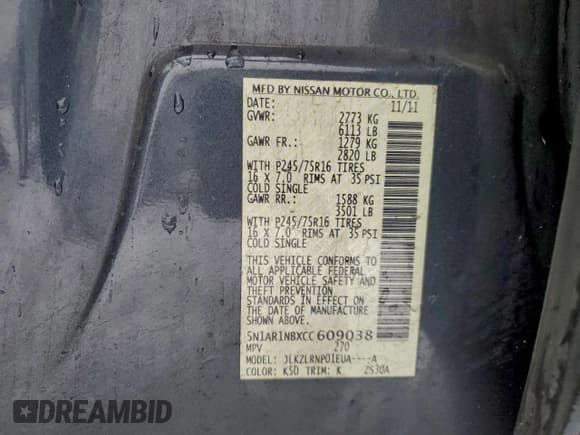 MFD BY NISSAN MOTOR CO., LTD.
DATE: 11/11
GVWR: 2773 KG
6113 LB
GAWR FR.: 1279 KG
2820 LB
WITH P245/75R16 TIRES
16 X 7.0 RIMS AT 35 PSI
COLD SINGLE
GAWR RR.: 1588 KG
3501 LB
WITH P245/75R16 TIRES
16 X 7.0 RIMS AT 35 PSI
COLD SINGLE
THIS VEHICLE CONFORMS TO
ALL APPLICABLE FEDERAL
MOTOR VEHICLE SAFETY AND
THEFT PREVENTION
STANDARDS IN EFFECT ON
THE DATE OF MANUFACTURE
SHOWN ABOVE.
5N1AR1NBXCC609038
MPV 270
MODEL: JLKZLRNP01EUA----A
COLOR: K50 TRIM: K 2S30A
DREAMBID
DATABASE OF SOLD CARS